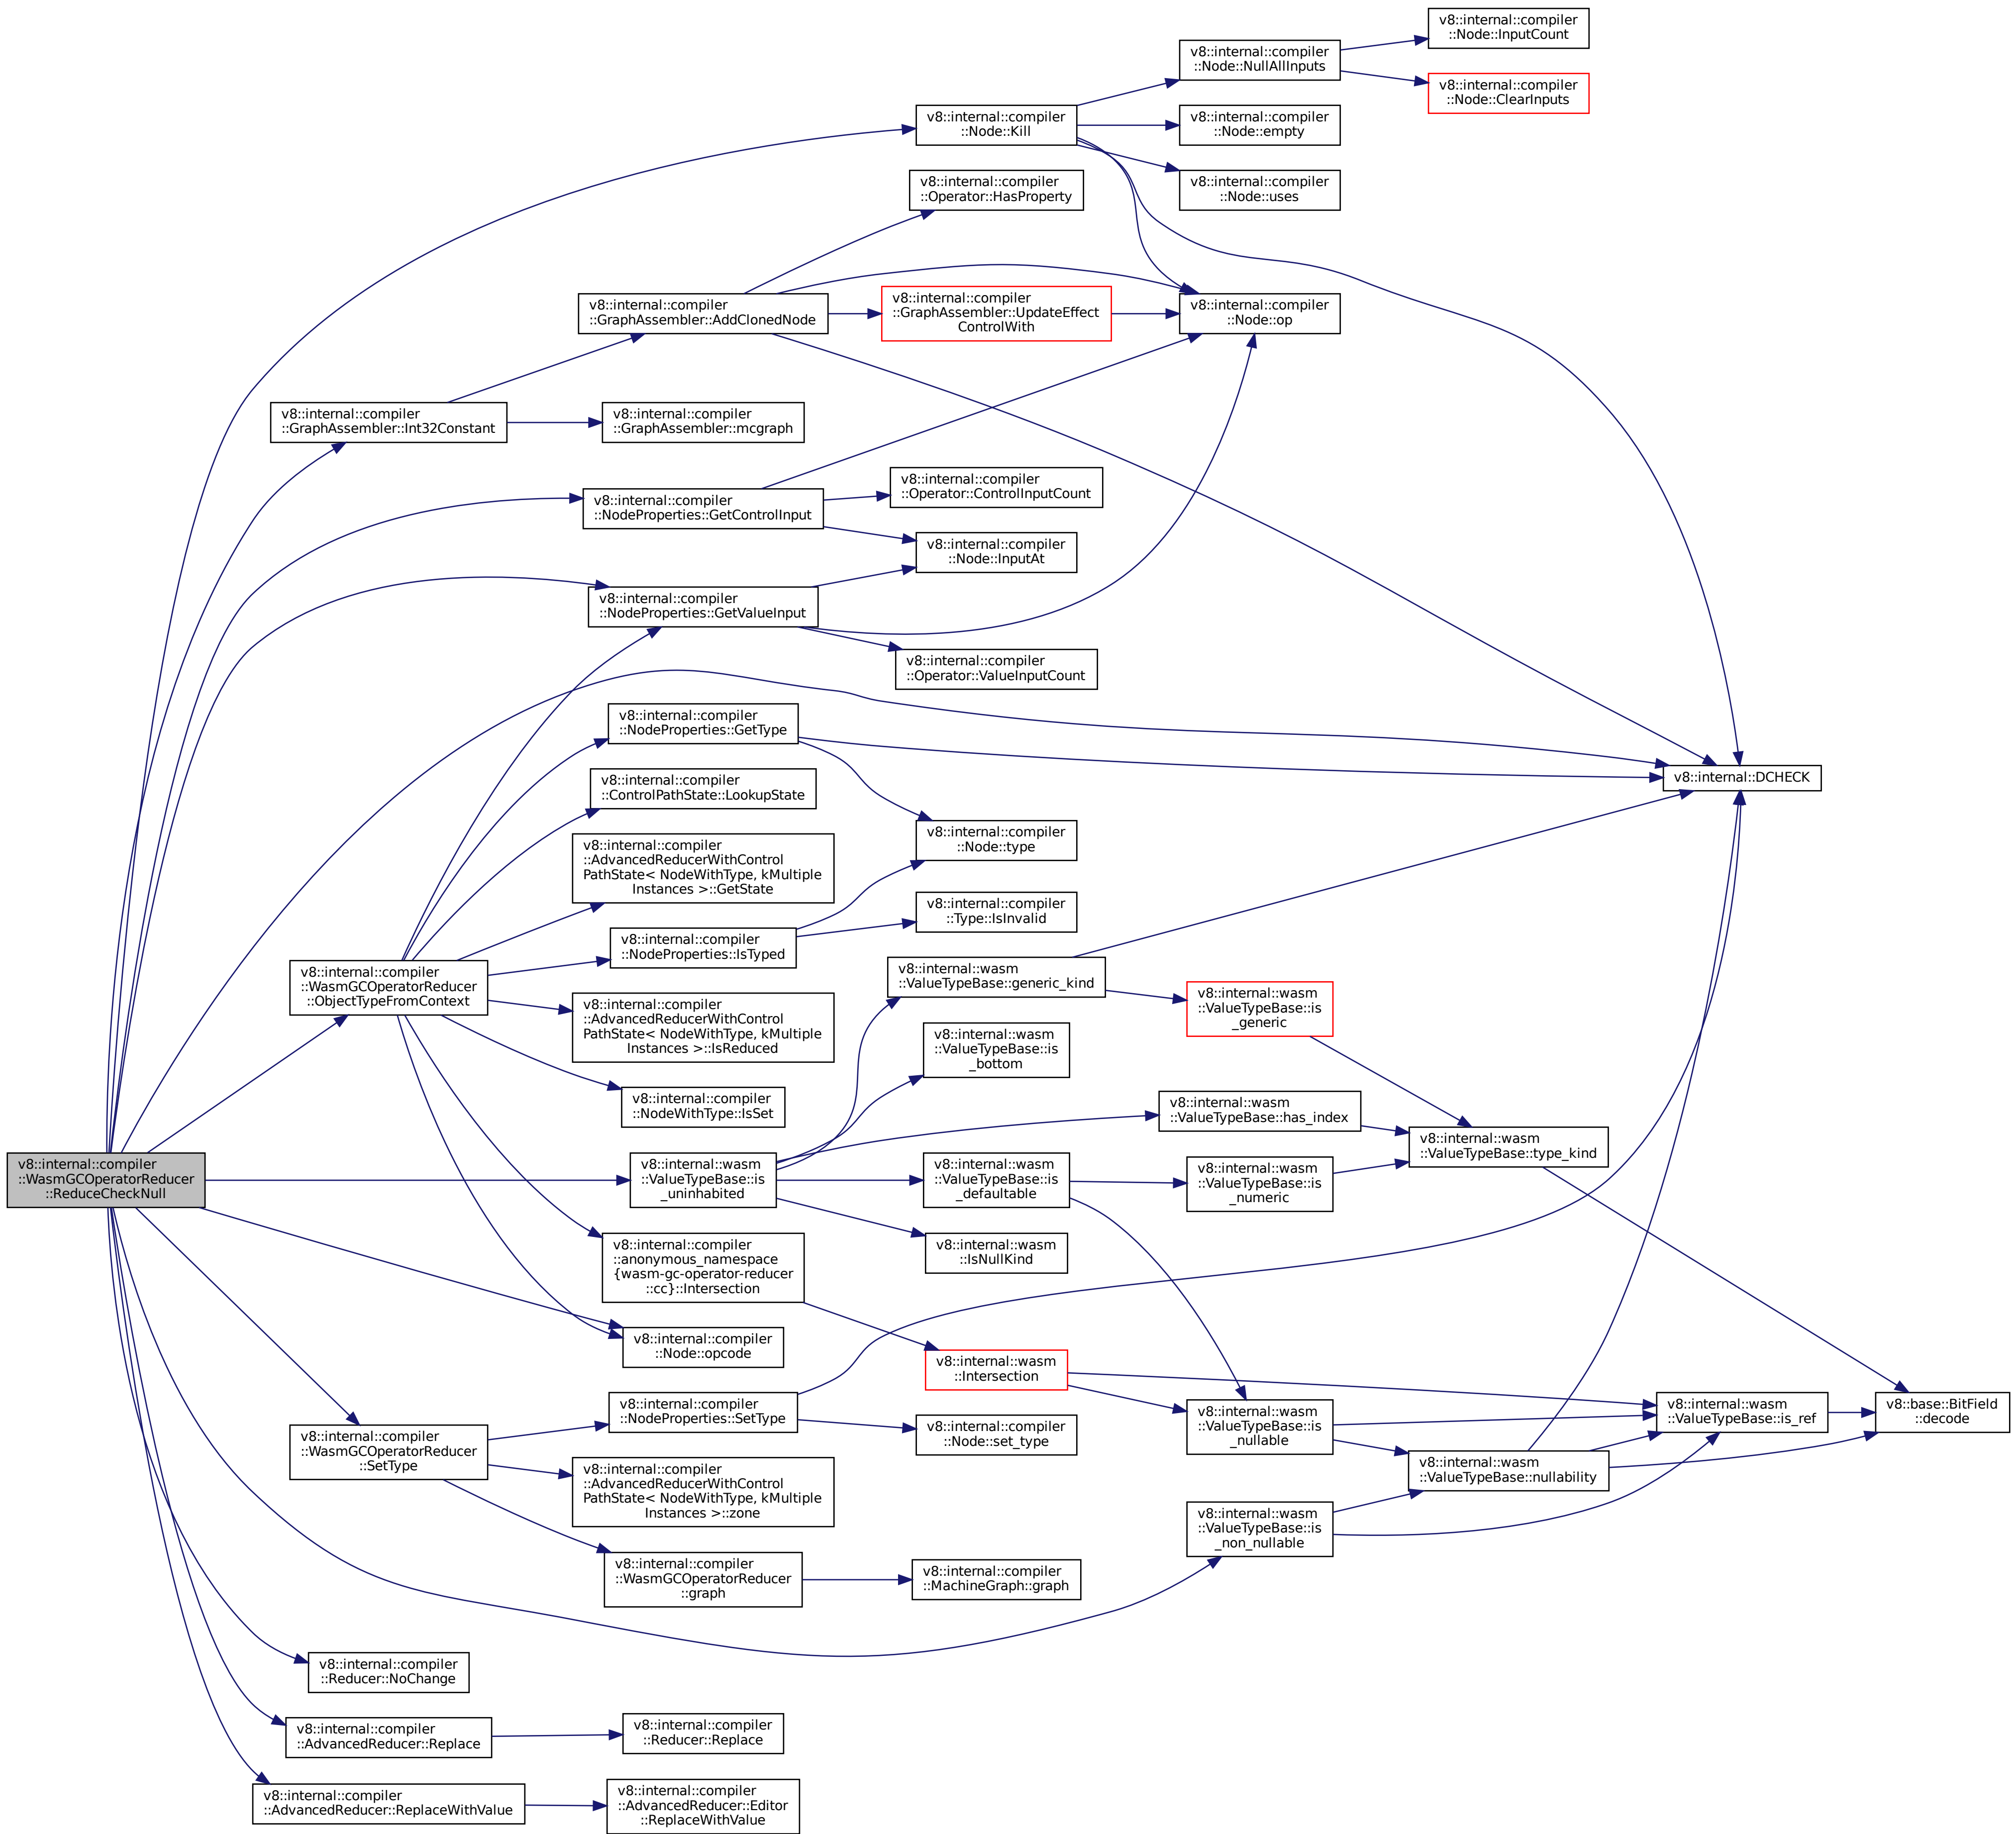 v8::internal::compiler
::Node::InputCount
v8::internal::compiler
::Node::NullAllInputs
v8::internal::compiler
::Node::ClearInputs
v8::internal::compiler
::Node::Kill
v8::internal::compiler
::Node::empty
v8::internal::compiler
::Node::uses
v8::internal::compiler
::Operator::HasProperty
v8::internal::compiler
::GraphAssembler::AddClonedNode
v8::internal::compiler
::GraphAssembler::UpdateEffect
ControlWith
v8::internal::compiler
::Node::op
v8::internal::compiler
::GraphAssembler::Int32Constant
v8::internal::compiler
::GraphAssembler::mcgraph
v8::internal::compiler
::NodeProperties::GetControlInput
v8::internal::compiler
::Operator::ControlInputCount
v8::internal::compiler
::Node::InputAt
v8::internal::compiler
::NodeProperties::GetValueInput
v8::internal::compiler
::Operator::ValueInputCount
v8::internal::compiler
::NodeProperties::GetType
v8::internal::DCHECK
v8::internal::compiler
::ControlPathState::LookupState
v8::internal::compiler
::Node::type
v8::internal::compiler
::AdvancedReducerWithControl
PathState< NodeWithType, kMultiple
Instances >::GetState
v8::internal::compiler
::Type::IsInvalid
v8::internal::compiler
::NodeProperties::IsTyped
v8::internal::compiler
::WasmGCOperatorReducer
::ObjectTypeFromContext
v8::internal::wasm
::ValueTypeBase::generic_kind
v8::internal::wasm
::ValueTypeBase::is
_generic
v8::internal::compiler
::AdvancedReducerWithControl
PathState< NodeWithType, kMultiple
Instances >::IsReduced
v8::internal::wasm
::ValueTypeBase::is
_bottom
v8::internal::compiler
::NodeWithType::IsSet
v8::internal::wasm
::ValueTypeBase::has_index
v8::internal::wasm
::ValueTypeBase::type_kind
v8::internal::compiler
::WasmGCOperatorReducer
::ReduceCheckNull
v8::internal::wasm
::ValueTypeBase::is
_uninhabited
v8::internal::wasm
::ValueTypeBase::is
_defaultable
v8::internal::wasm
::ValueTypeBase::is
_numeric
v8::internal::wasm
::IsNullKind
v8::internal::compiler
::anonymous_namespace
{wasm-gc-operator-reducer
::cc}::Intersection
v8::internal::compiler
::Node::opcode
v8::internal::wasm
::Intersection
v8::internal::compiler
::NodeProperties::SetType
v8::internal::wasm
::ValueTypeBase::is
_nullable
v8::internal::wasm
::ValueTypeBase::is_ref
v8::base::BitField
::decode
v8::internal::compiler
::Node::set_type
v8::internal::compiler
::WasmGCOperatorReducer
::SetType
v8::internal::wasm
::ValueTypeBase::nullability
v8::internal::compiler
::AdvancedReducerWithControl
PathState< NodeWithType, kMultiple
Instances >::zone
v8::internal::wasm
::ValueTypeBase::is
_non_nullable
v8::internal::compiler
::WasmGCOperatorReducer
::graph
v8::internal::compiler
::MachineGraph::graph
v8::internal::compiler
::Reducer::NoChange
v8::internal::compiler
::AdvancedReducer::Replace
v8::internal::compiler
::Reducer::Replace
v8::internal::compiler
::AdvancedReducer::ReplaceWithValue
v8::internal::compiler
::AdvancedReducer::Editor
::ReplaceWithValue